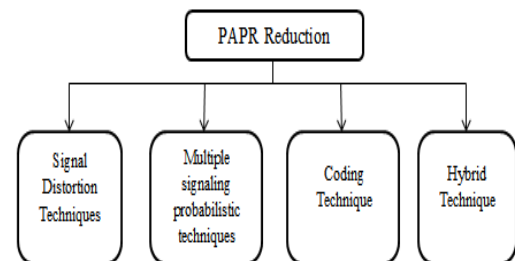 PAPR Reduction
Signal
Distortion
Techniques
Multiple
signaling
probabilistic
techniques
Coding
Technique
Hybrid
Technique